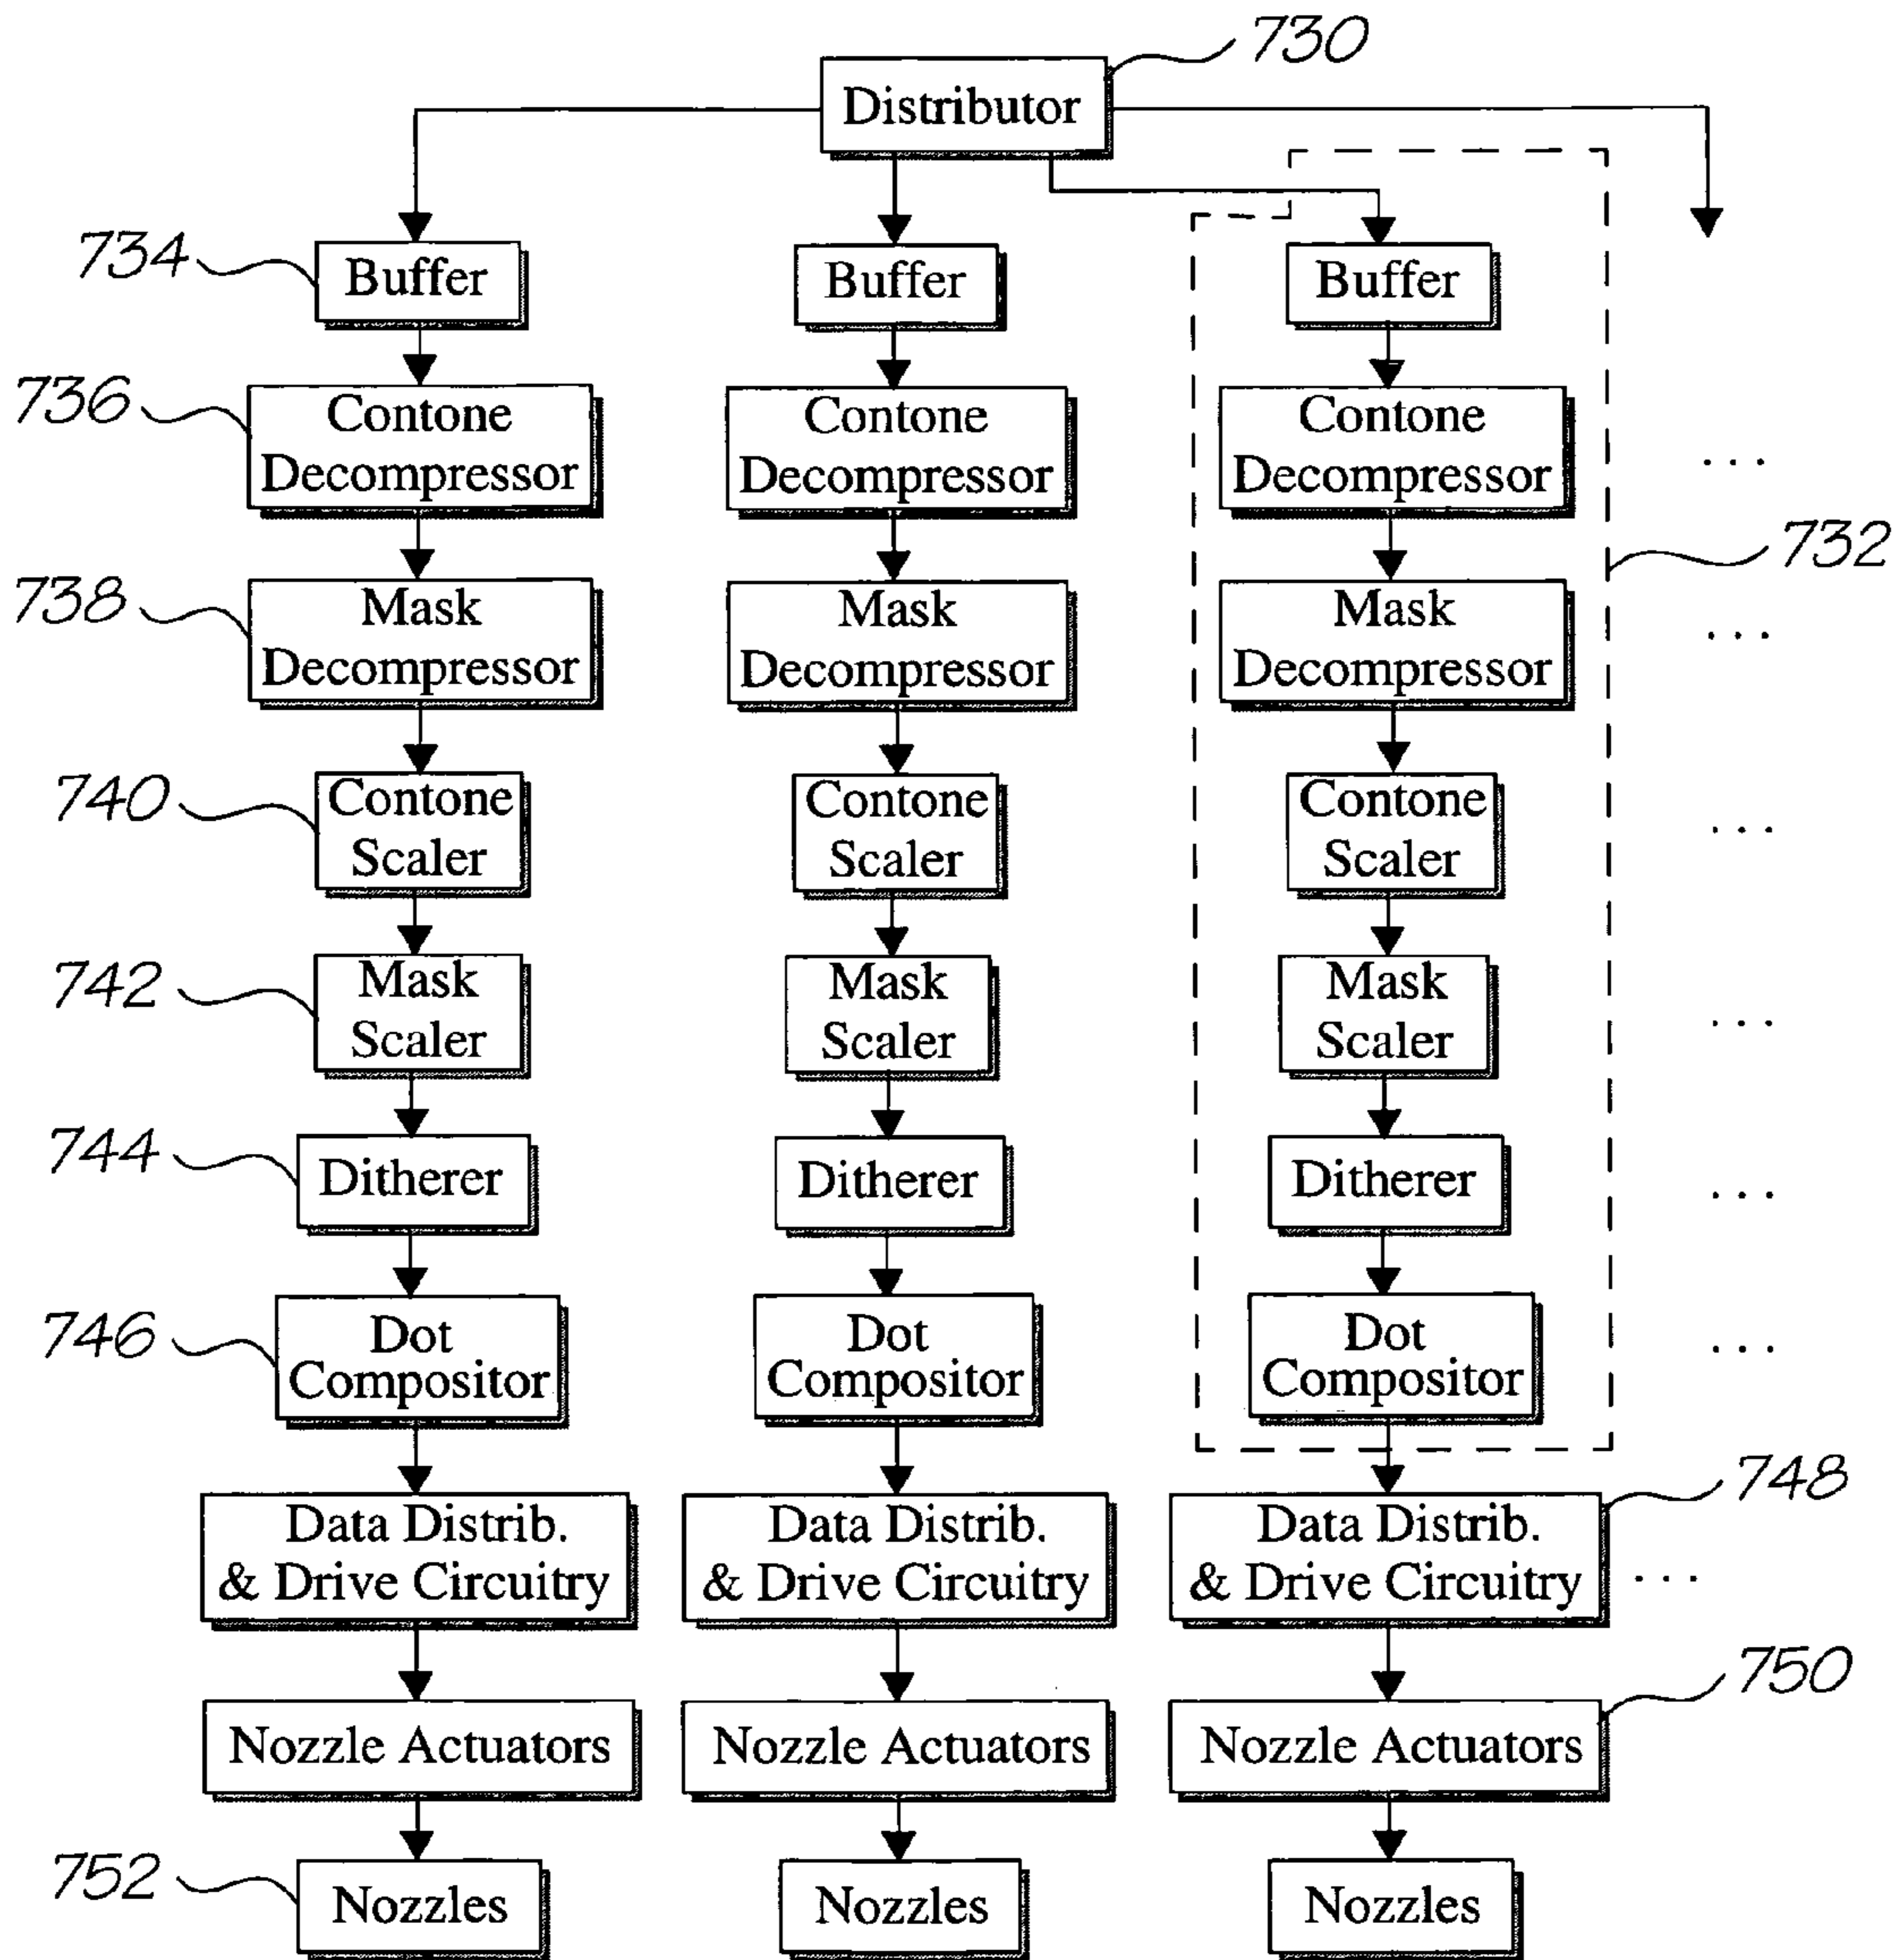 730
Distributor
734
Buffer
Buffer
Buffer
736
Contone
Decompressor
Contone
Decompressor
Contone
Decompressor
...
732
738
Mask
Decompressor
Mask
Decompressor
Mask
Decompressor
...
740
Contone
Scaler
Contone
Scaler
Contone
Scaler
...
742
Mask
Scaler
Mask
Scaler
Mask
Scaler
...
744
Ditherer
Ditherer
Ditherer
...
746
Dot
Compositor
Dot
Compositor
Dot
Compositor
...
748
Data Distrib.
& Drive Circuitry
Data Distrib.
& Drive Circuitry
Data Distrib.
& Drive Circuitry
...
750
Nozzle Actuators
Nozzle Actuators
Nozzle Actuators
752
Nozzles
Nozzles
Nozzles